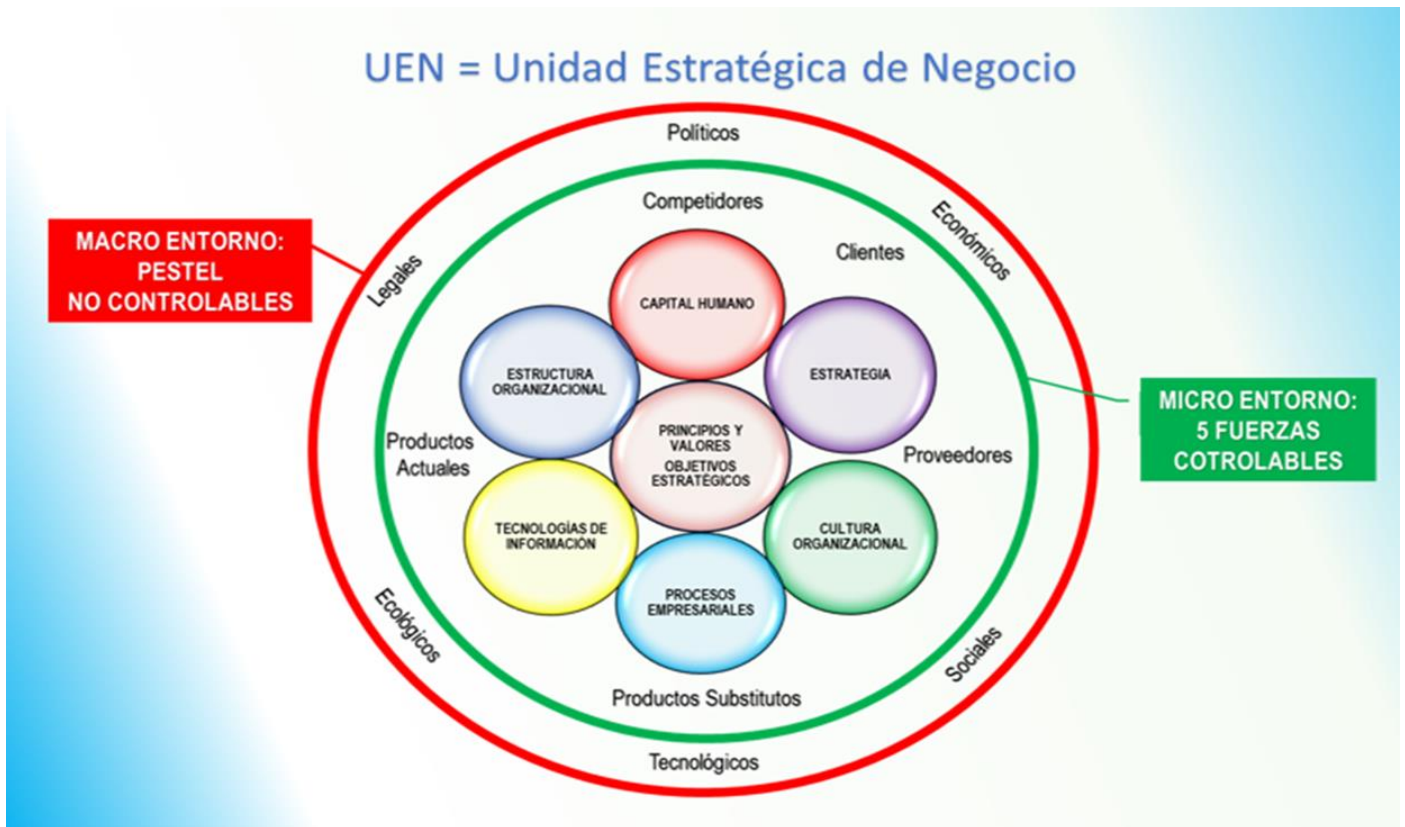 UEN = Unidad Estratégica de Negocio
Políticos
Competidores
Económicos
Clientes
MACRO ENTORNO:
PESTEL
NO CONTROLABLES
Legales
CAPITAL HUMANO
ESTRUCTURA
ORGANIZACIONAL
ESTRATEGIA
MICRO ENTORNO:
5 FUERZAS
COTROLABLES
PRINCIPIOS Y
VALORES
OBJETIVOS
ESTRATÉGICOS
Productos
Actuales
Proveedores
TECNOLOGÍAS DE
INFORMACIÓN
CULTURA
ORGANIZACIONAL
PROCESOS
EMPRESARIALES
Ecológicos
Sociales
Productos Substitutos
Tecnológicos